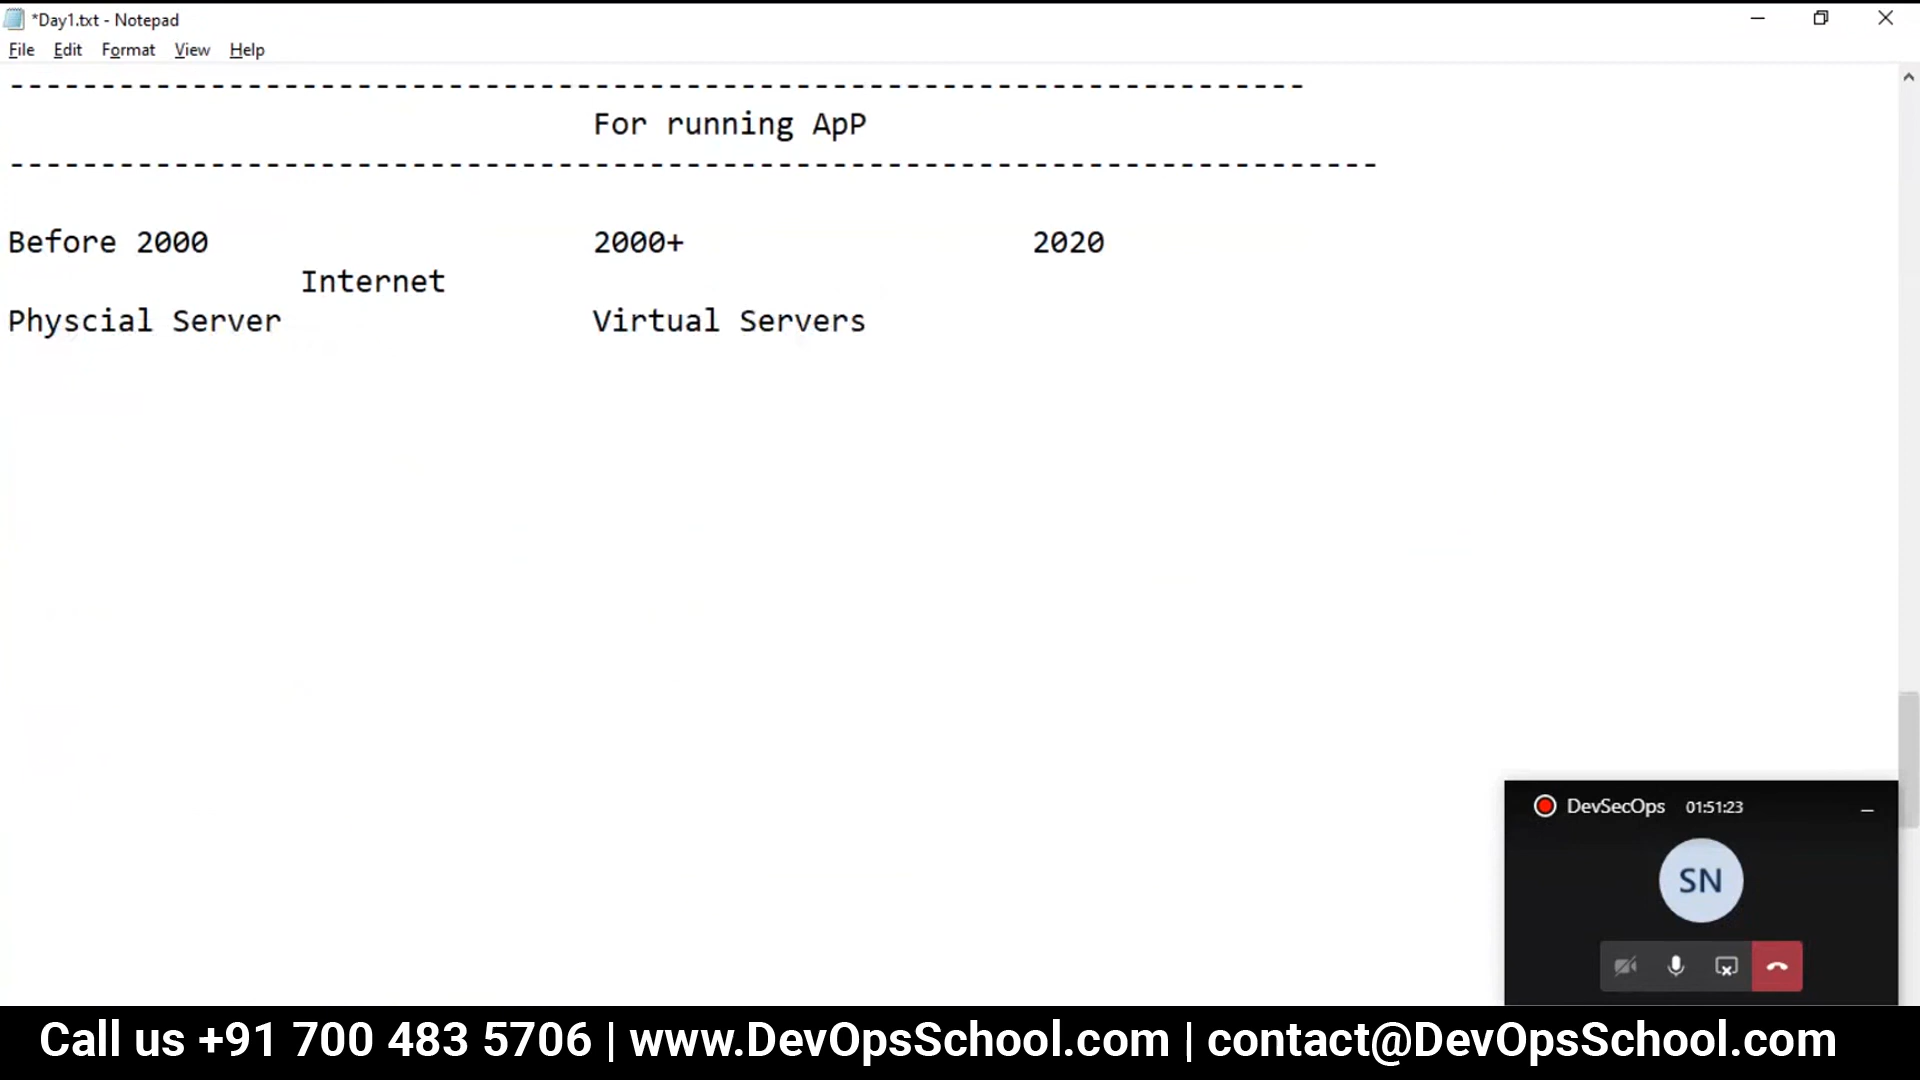 *Day1.txt - Notepad
File Edit Format View Help
-----------------------------------------------------------------------
For running ApP
---------------------------------------------------------------------------
Before 2000 2000+ 2020
Internet
Physcial Server Virtual Servers
DevSecOps 01:51:23
SN
Call us +91 700 483 5706 | www.DevOpsSchool.com | contact@DevOpsSchool.com